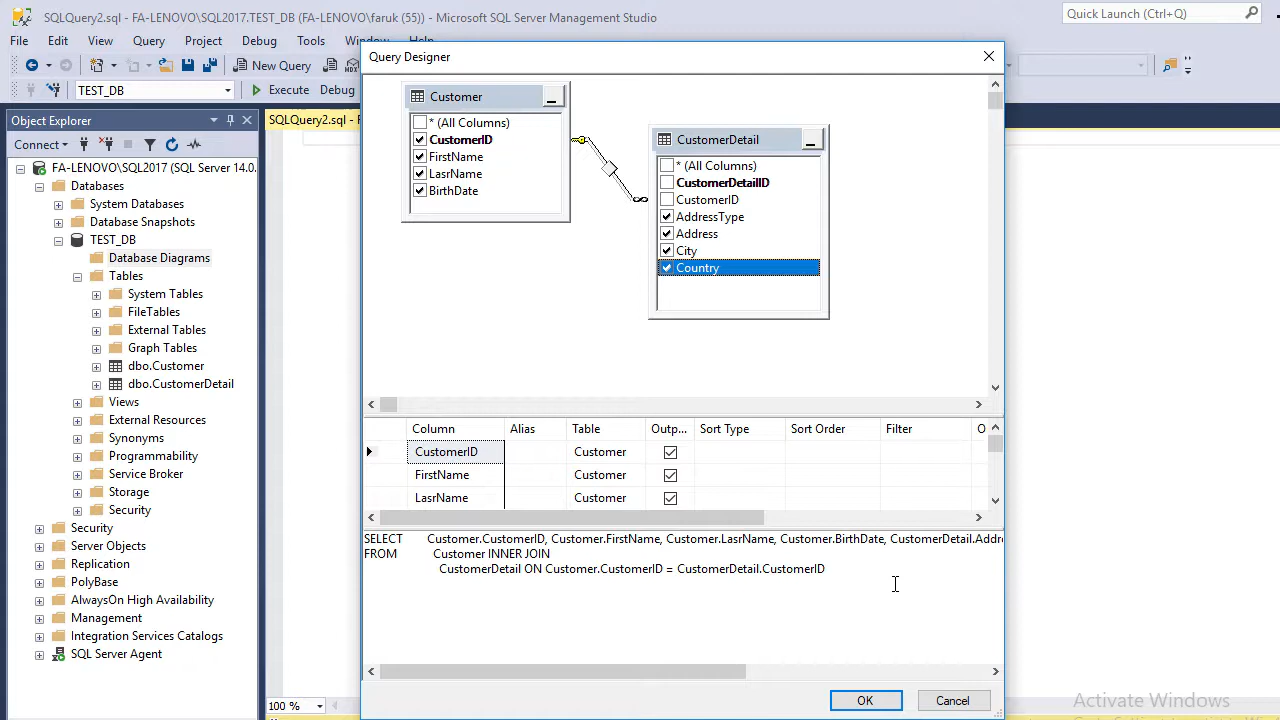 SQLQuery2.sql - FA-LENOVO\SQL2017.TEST_DB (FA-LENOVO\faruk (55)) - Microsoft SQL Server Management Studio
Quick Launch (Ctrl+Q)
File Edit View Query Project Debug Tools Window Help
New Query
TEST_DB Execute Debug
Object Explorer
SQLQuery2.sql - F
Connect
FA-LENOVO\SQL2017 (SQL Server 14.0.
Databases
System Databases
Database Snapshots
TEST_DB
Database Diagrams
Tables
System Tables
FileTables
External Tables
Graph Tables
dbo.Customer
dbo.CustomerDetail
Views
External Resources
Synonyms
Programmability
Service Broker
Storage
Security
Security
Server Objects
Replication
PolyBase
AlwaysOn High Availability
Management
Integration Services Catalogs
SQL Server Agent
100 %
Query Designer
Customer
* (All Columns)
CustomerID
FirstName
LasrName
BirthDate
CustomerDetail
* (All Columns)
CustomerDetailID
CustomerID
AddressType
Address
City
Country
Column Alias Table Outp... Sort Type Sort Order Filter O
CustomerID Customer
FirstName Customer
LasrName Customer
SELECT Customer.CustomerID, Customer.FirstName, Customer.LasrName, Customer.BirthDate, CustomerDetail.Addre
FROM Customer INNER JOIN
CustomerDetail ON Customer.CustomerID = CustomerDetail.CustomerID
OK Cancel
Activate Windows